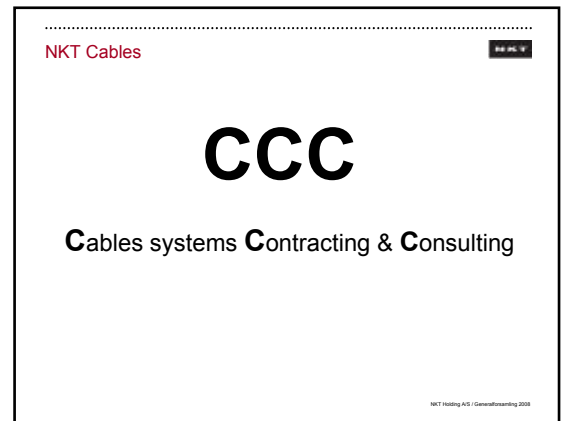 NKT Cables
NKT
CCC
Cables systems Contracting & Consulting
NKT Holding A/S / Generalforsamling 2008